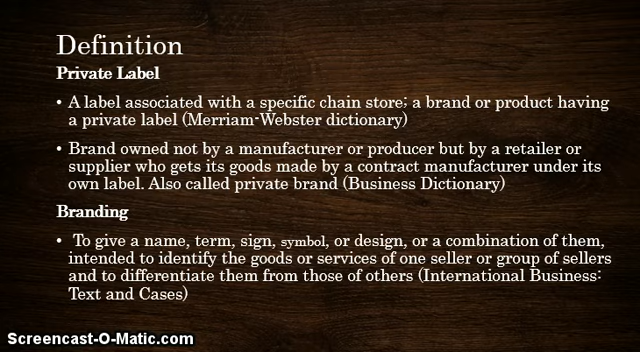 Definition
Private Label
• A label associated with a specific chain store; a brand or product having
a private label (Merriam-Webster dictionary)
• Brand owned not by a manufacturer or producer but by a retailer or
supplier who gets its goods made by a contract manufacturer under its
own label. Also called private brand (Business Dictionary)
Branding
• To give a name, term, sign, symbol, or design, or a combination of them,
intended to identify the goods or services of one seller or group of sellers
and to differentiate them from those of others (International Business:
Text and Cases)
Screencast-O-Matic.com